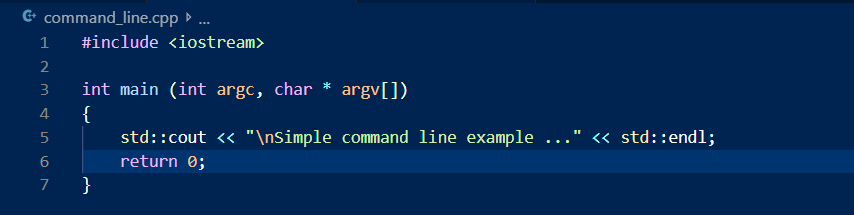 command_line.cpp > ...
1 #include <iostream>
2
3 int main (int argc, char * argv[])
4 {
5     std::cout << "\nSimple command line example ..." << std::endl;
6     return 0;
7 }